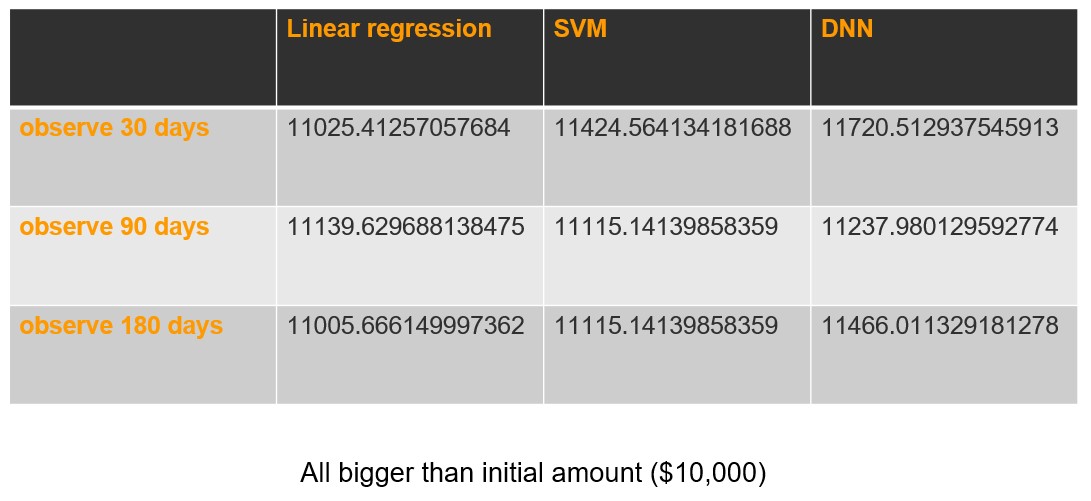 Linear regression SVM DNN
observe 30 days 11025.41257057684 11424.564134181688 11720.512937545913
observe 90 days 11139.629688138475 11115.14139858359 11237.980129592774
observe 180 days 11005.666149997362 11115.14139858359 11466.011329181278
All bigger than initial amount ($10,000)